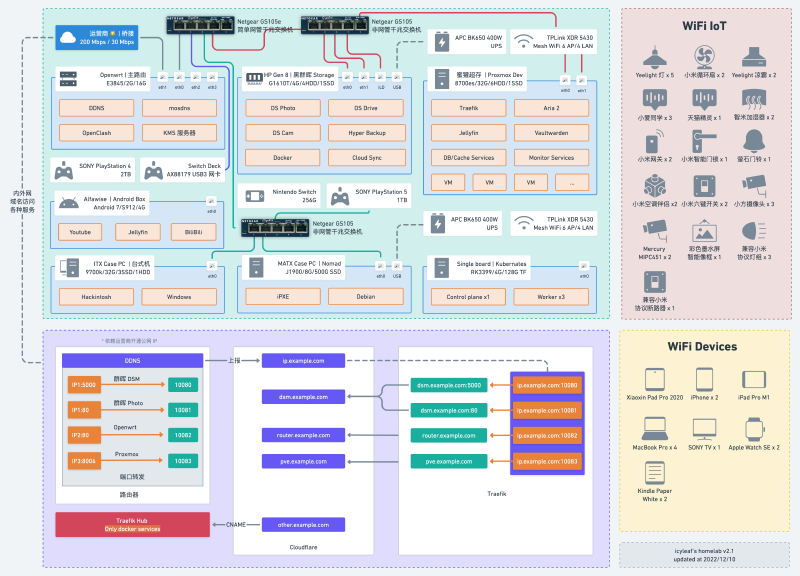 运营商 | 桥接
200 Mbps / 30 Mbps
Netgear GS105e
简单网管千兆交换机
Netgear GS105
非网管千兆交换机
APC BK650 400W
UPS
TPLink XDR 5430
Mesh WiFi 6 AP/4 LAN
Openwrt | 主路由
E3845/2G/16G
eth1
eth0
eth2
eth3
DDNS
mosdns
OpenClash
KMS 服务器
HP Gen 8 | 黑群辉 Storage
G1610T/4G/4HDD/1SSD
eth0
eth1
iLO
USB
DS Photo
DS Drive
DS Cam
Hyper Backup
Docker
Cloud Sync
蜗牛超存 | Proxmox Dev
8700es/32G/6HDD/1SSD
eth0
eth1
Traefik
Aria 2
Jellyfin
Vaultwarden
DB/Cache Services
Monitor Services
VM
VM
VM
...
SONY PlayStation 4
2TB
Switch Deck
AX88179 USB3 网卡
Nintendo Switch
256G
SONY PlayStation 5
1TB
内外网
域名访问
各种服务
Alfawise | Android Box
Android 7/S912/4G
eth0
Youtube
Jellyfin
BiliBili
Netgear GS105
非网管千兆交换机
APC BK650 400W
UPS
TPLink XDR 5430
Mesh WiFi 6 AP/4 LAN
ITX Case PC | 台式机
9700k/32G/3SSD/1HDD
eth0
Hackintosh
Windows
MATX Case PC | Nomad
J1900/8G/500G SSD
eth0
USB
iPXE
Debian
Single board | Kubernates
RK3399/4G/128G TF
eth0
Control plane x1
Worker x3
WiFi IoT
Yeelight 灯 x 5
小米循环扇 x 2
Yeelight 凉霸 x 2
小爱同学 x 3
天猫精灵 x 1
智米加湿器 x 2
小米网关 x 2
小米智能门锁 x 1
萤石门铃 x 1
小米空调伴侣 x2
小米六键开关 x 2
小方摄像头 x 3
Mercury
MIPC451 x 2
彩色墨水屏
智能像框 x 1
兼容小米
协议灯组 x 3
兼容小米
协议断路器 x 1
WiFi Devices
Xiaoxin Pad Pro 2020
iPhone x 2
iPad Pro M1
MacBook Pro x 4
SONY TV x 1
Apple Watch SE x 2
Kindle Paper
White x 2
icyleaf's homelab v2.1
updated at 2022/12/10
* 依赖运营商开通公网 IP
DDNS
上报
ip.example.com
IP1:5000
群辉 DSM
10080
IP1:80
群辉 Photo
10081
IP2:80
Openwrt
10082
IP3:8006
Proxmox
10083
端口转发
路由器
dsm.example.com
router.example.com
pve.example.com
dsm.example.com:5000
dsm.example.com:80
router.example.com
pve.example.com
ip.example.com:10080
ip.example.com:10081
ip.example.com:10082
ip.example.com:10083
Traefik
Traefik Hub
Only docker services
CNAME
other.example.com
Cloudflare